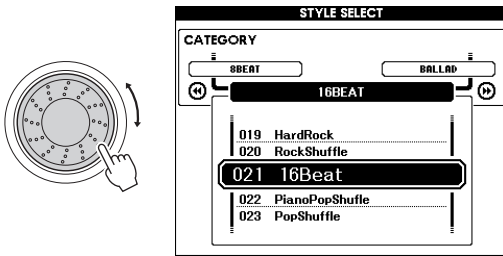 STYLE SELECT
CATEGORY
8BEAT BALLAD
16BEAT
019 HardRock
020 RockShuffle
021 16Beat
022 PianoPopShufle
023 PopShuffle